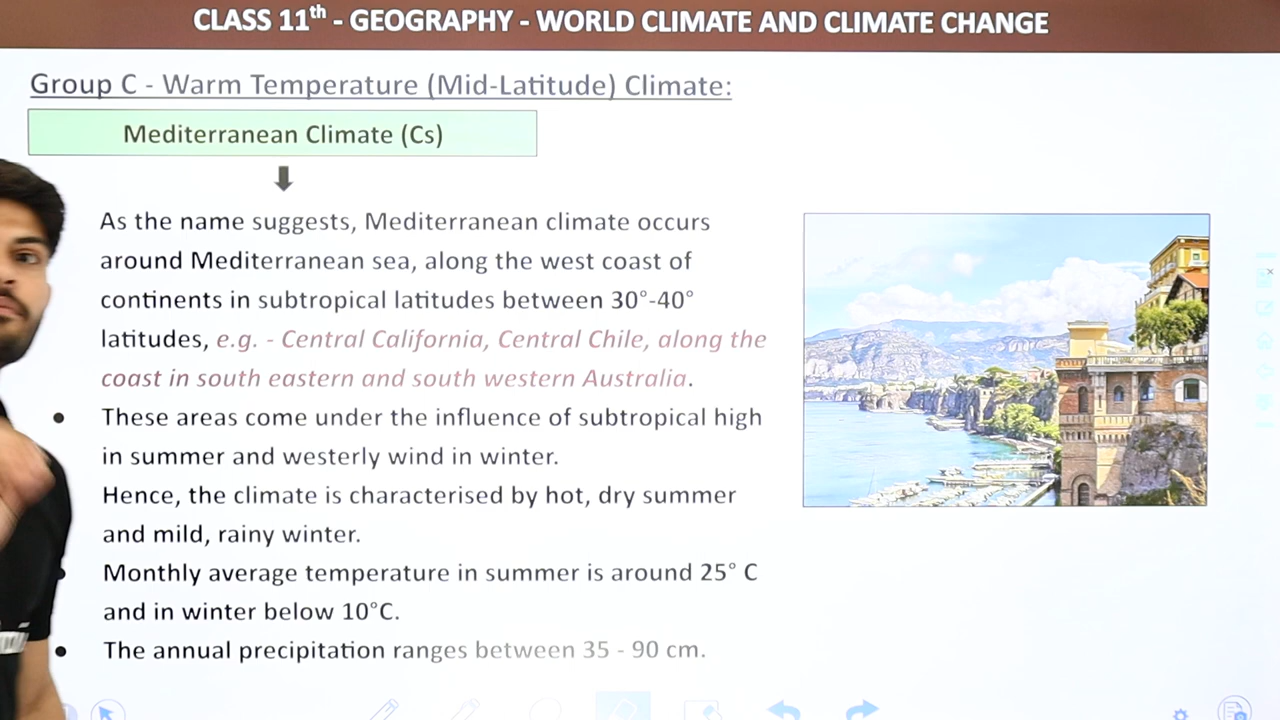 CLASS 11th - GEOGRAPHY - WORLD CLIMATE AND CLIMATE CHANGE
Group C - Warm Temperature (Mid-Latitude) Climate:
Mediterranean Climate (Cs)
As the name suggests, Mediterranean climate occurs
around Mediterranean sea, along the west coast of
continents in subtropical latitudes between 30°-40°
latitudes, e.g. - Central California, Central Chile, along the
coast in south eastern and south western Australia.
• These areas come under the influence of subtropical high
in summer and westerly wind in winter.
Hence, the climate is characterised by hot, dry summer
and mild, rainy winter.
• Monthly average temperature in summer is around 25° C
and in winter below 10°C.
• The annual precipitation ranges between 35 - 90 cm.